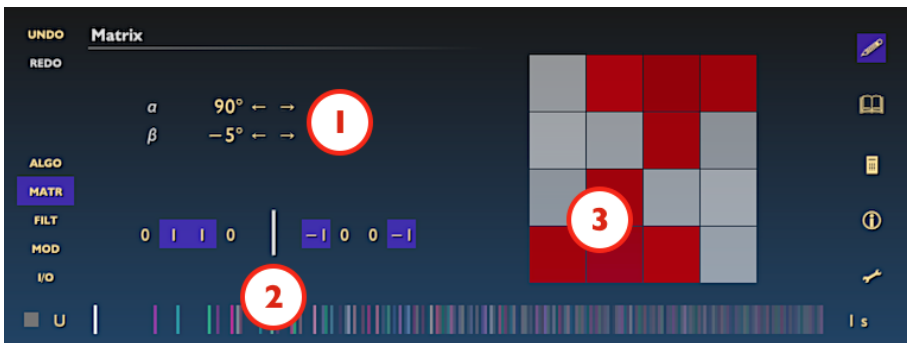 UNDO
Matrix
REDO
α 90° ← →
β −5° ← →
1
ALGO
MATR
FILT
MOD
I/O
0 1 1 0 −1 0 0 −1
3
2
U
1 s